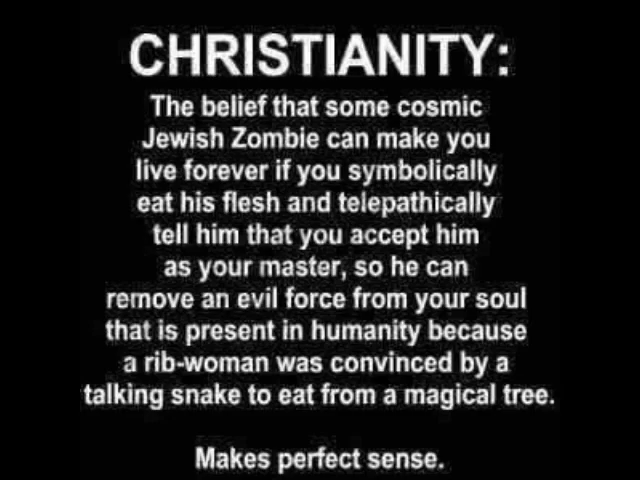 CHRISTIANITY:
The belief that some cosmic
Jewish Zombie can make you
live forever if you symbolically
eat his flesh and telepathically
tell him that you accept him
as your master, so he can
remove an evil force from your soul
that is present in humanity because
a rib-woman was convinced by a
talking snake to eat from a magical tree.
Makes perfect sense.